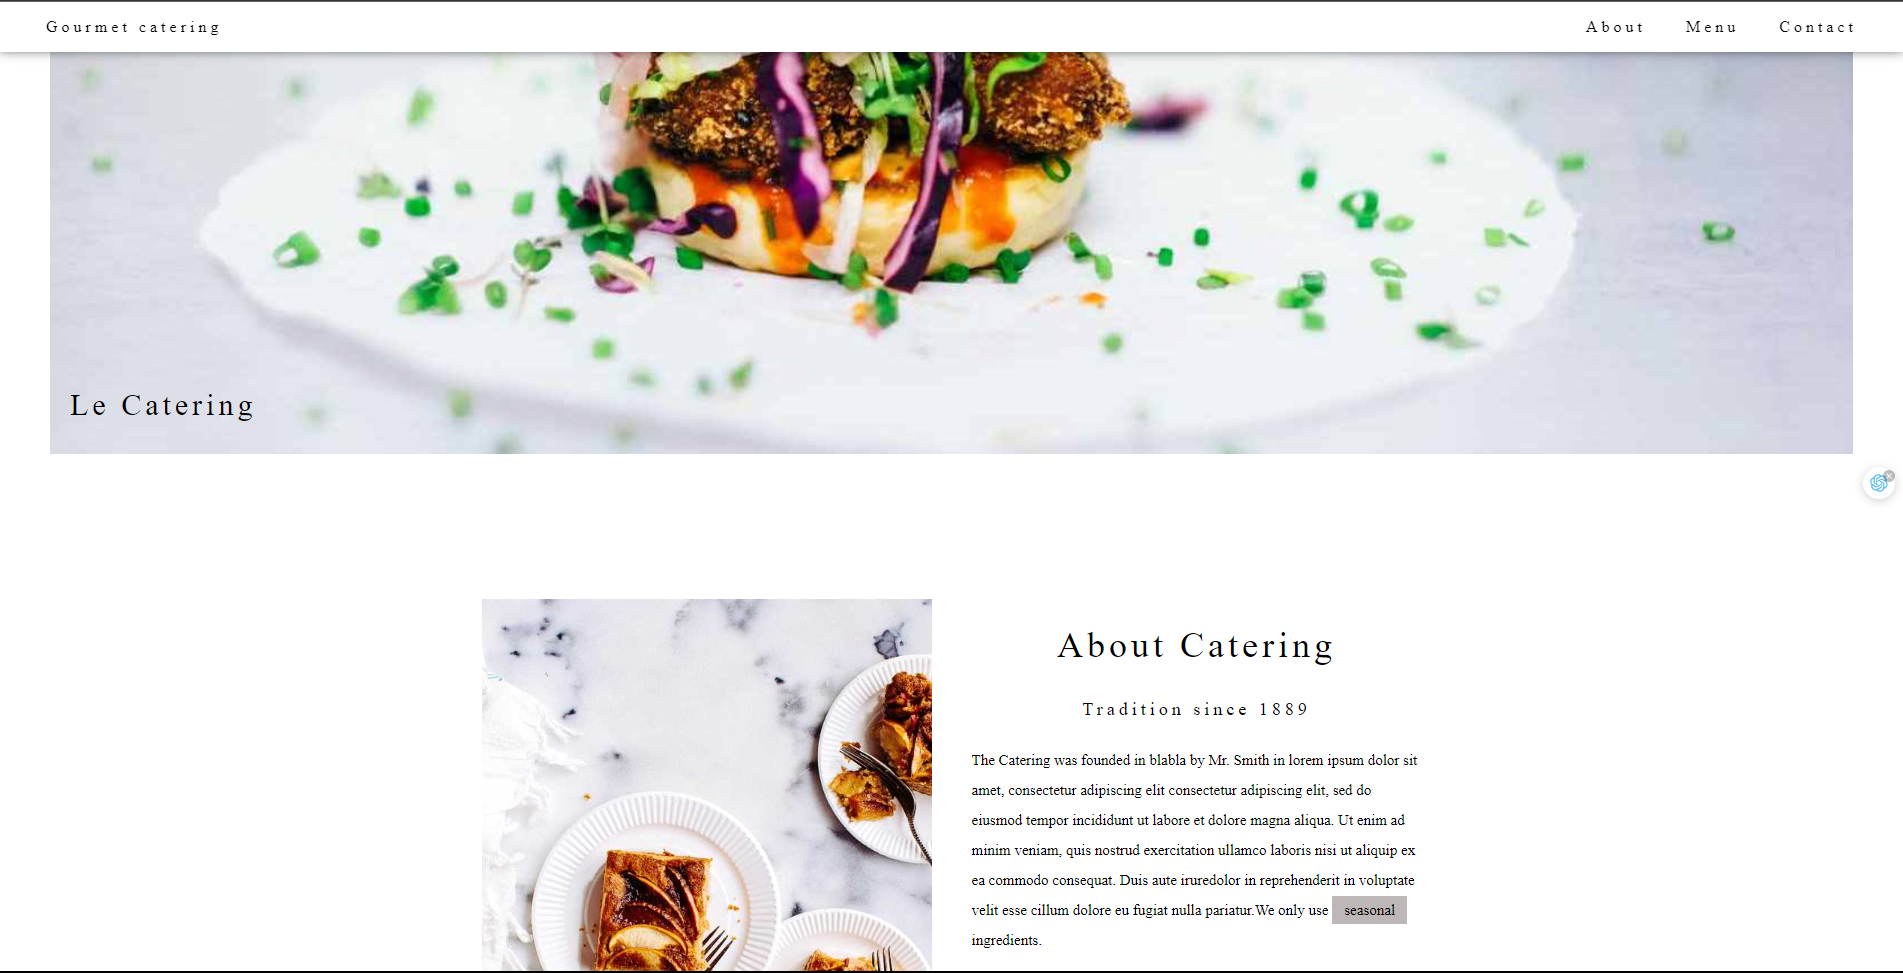 Gourmet catering
About Menu Contact
Le Catering
About Catering
Tradition since 1889
The Catering was founded in blabla by Mr. Smith in lorem ipsum dolor sit
amet, consectetur adipiscing elit consectetur adipiscing elit, sed do
eiusmod tempor incididunt ut labore et dolore magna aliqua. Ut enim ad
minim veniam, quis nostrud exercitation ullamco laboris nisi ut aliquip ex
ea commodo consequat. Duis aute iruredolor in reprehenderit in voluptate
velit esse cillum dolore eu fugiat nulla pariatur.We only use seasonal
ingredients.